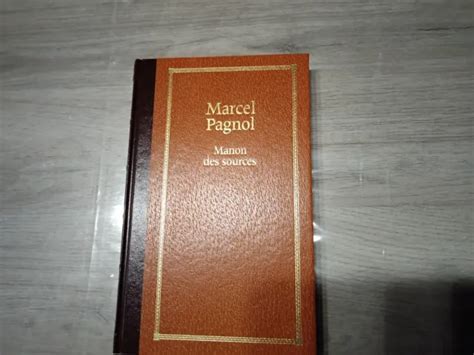 Marcel
Pagnol
Manon
des sources